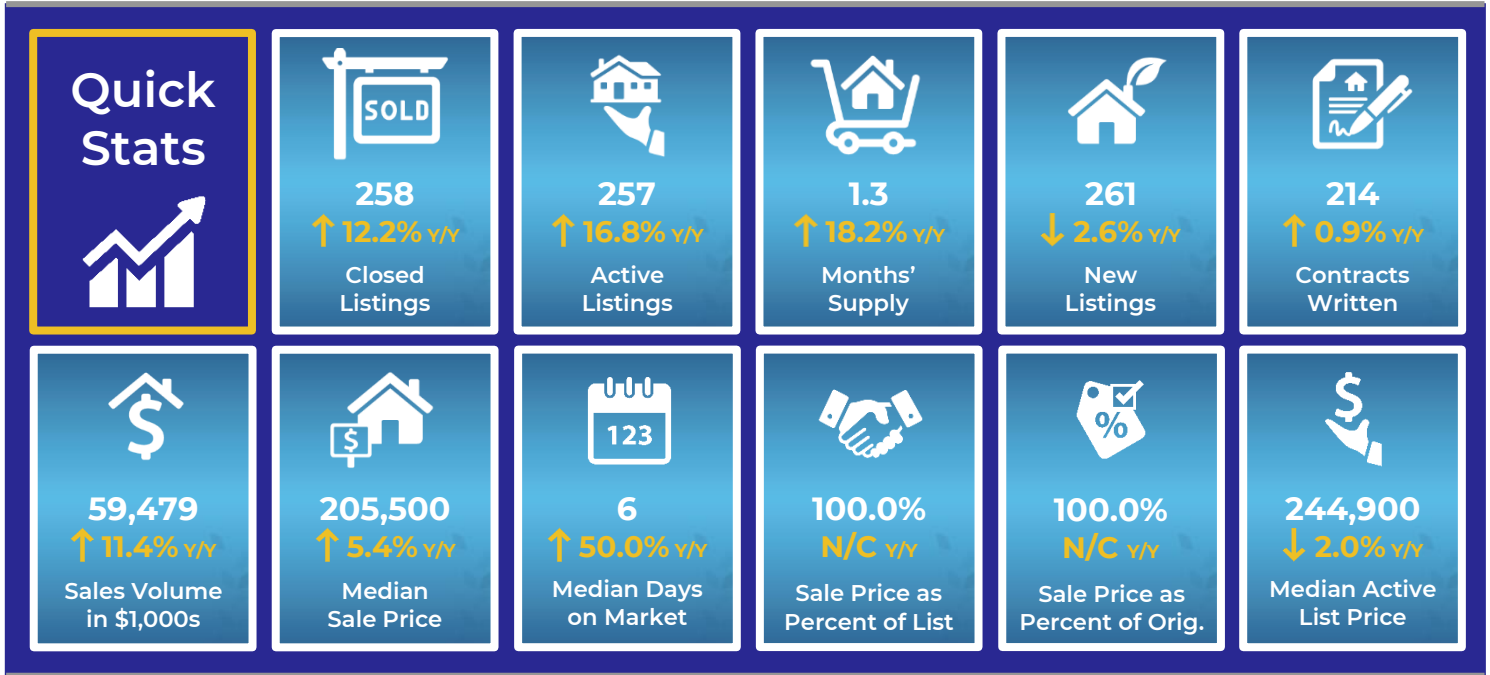 Quick
Stats
SOLD
258
↑ 12.2% Y/Y
Closed
Listings
257
↑ 16.8% Y/Y
Active
Listings
1.3
↑ 18.2% Y/Y
Months’
Supply
261
↓ 2.6% Y/Y
New
Listings
214
↑ 0.9% Y/Y
Contracts
Written
$
59,479
↑ 11.4% Y/Y
Sales Volume
in $1,000s
$
205,500
↑ 5.4% Y/Y
Median
Sale Price
123
6
↑ 50.0% Y/Y
Median Days
on Market
100.0%
N/C Y/Y
Sale Price as
Percent of List
%
100.0%
N/C Y/Y
Sale Price as
Percent of Orig.
$
244,900
↓ 2.0% Y/Y
Median Active
List Price